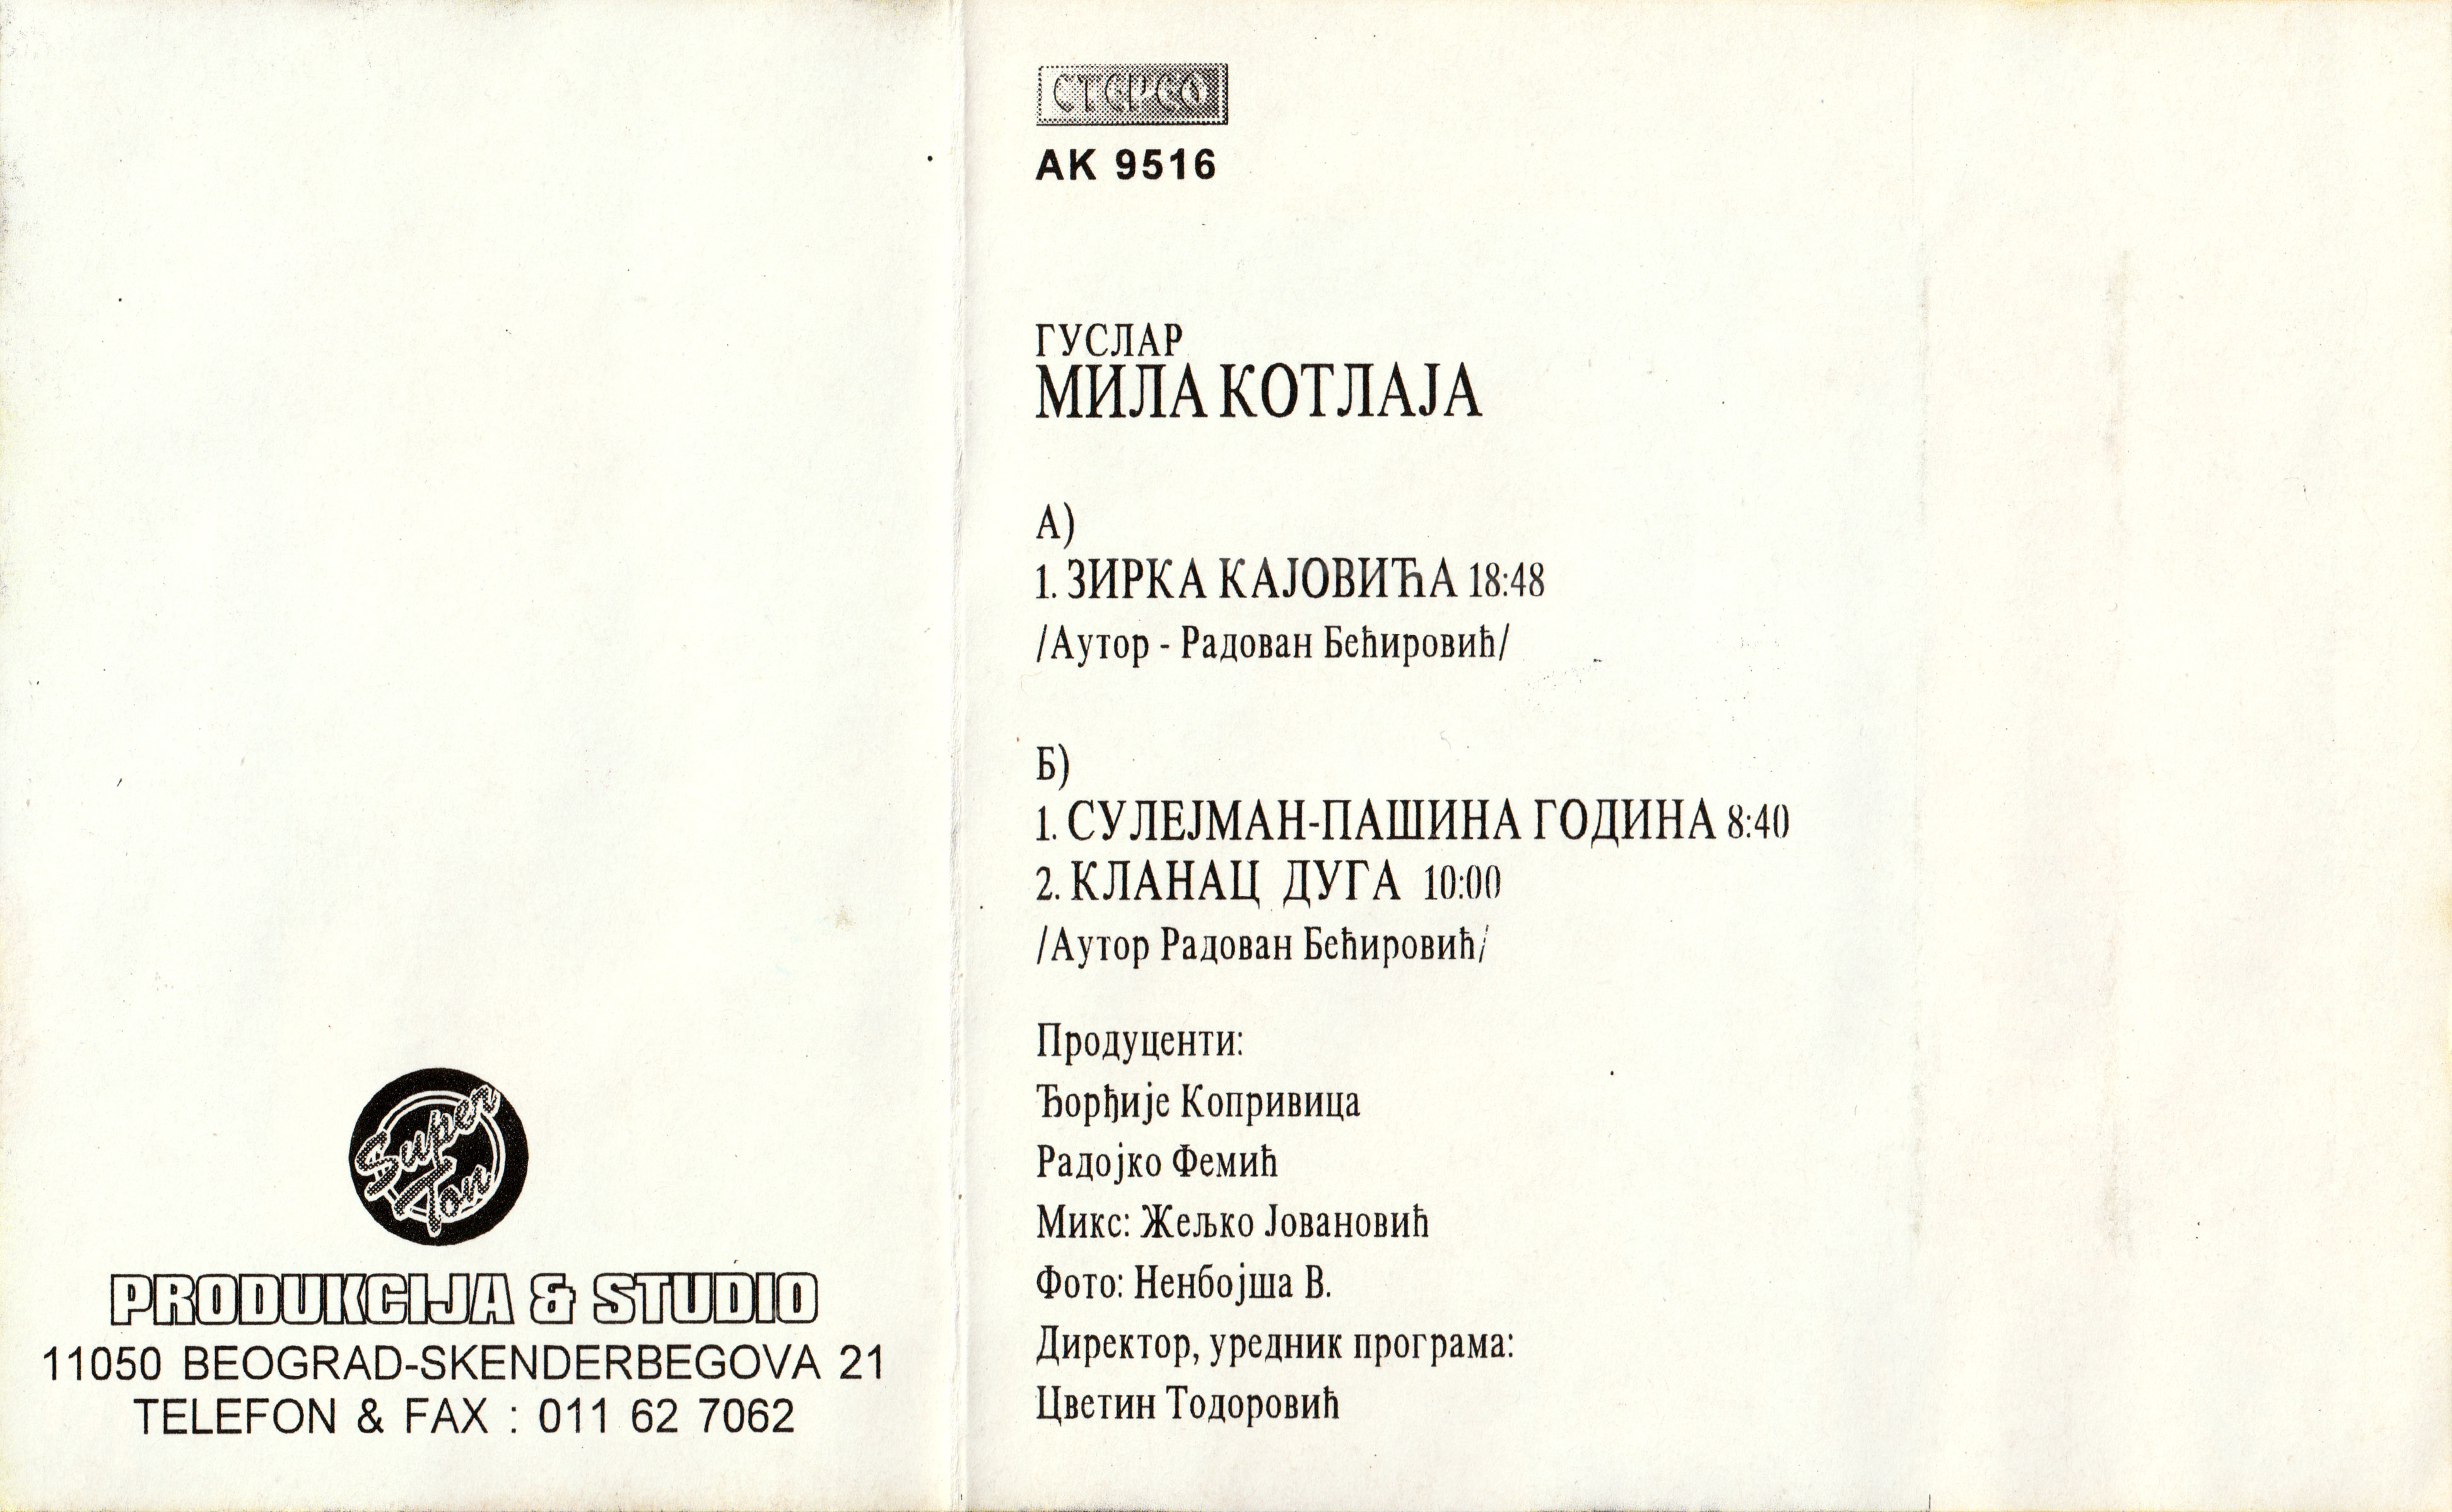 Super
Ton
PRODUKCIJA & STUDIO
11050 BEOGRAD-SKENDERBEGOVA 21
TELEFON & FAX : 011 62 7062
СТЕРЕО
AK 9516
ГУСЛАР
МИЛА КОТЛАЈА
А)
1. ЗИРКА КАЈОВИЋА 18:48
/Аутор - Радован Бећировић/
Б)
1. СУЛЕЈМАН-ПАШИНА ГОДИНА 8:40
2. КЛАНАЦ ДУГА 10:00
/Аутор Радован Бећировић/
Продуценти:
Ђорђије Копривица
Радојко Фемић
Микс: Жељко Јовановић
Фото: Ненбојша В.
Директор, уредник програма:
Цветин Тодоровић